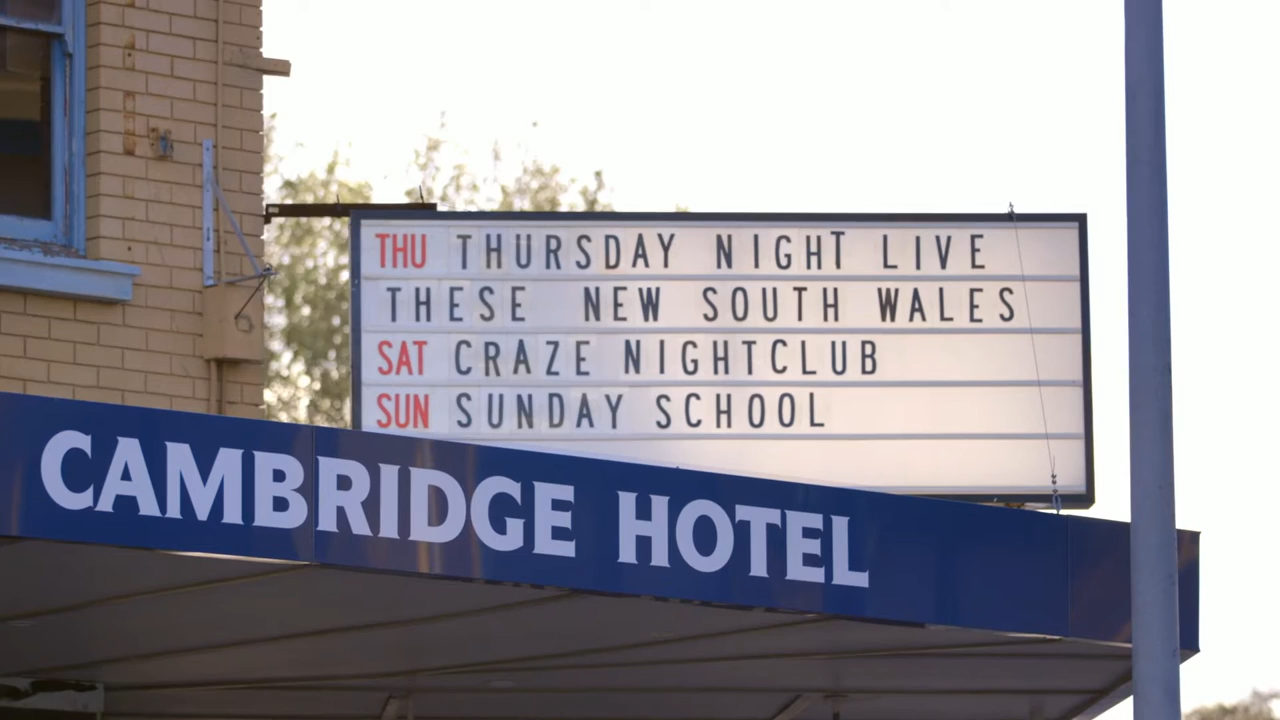 THU THURSDAY NIGHT LIVE
THESE NEW SOUTH WALES
SAT CRAZE NIGHTCLUB
SUN SUNDAY SCHOOL
CAMBRIDGE HOTEL